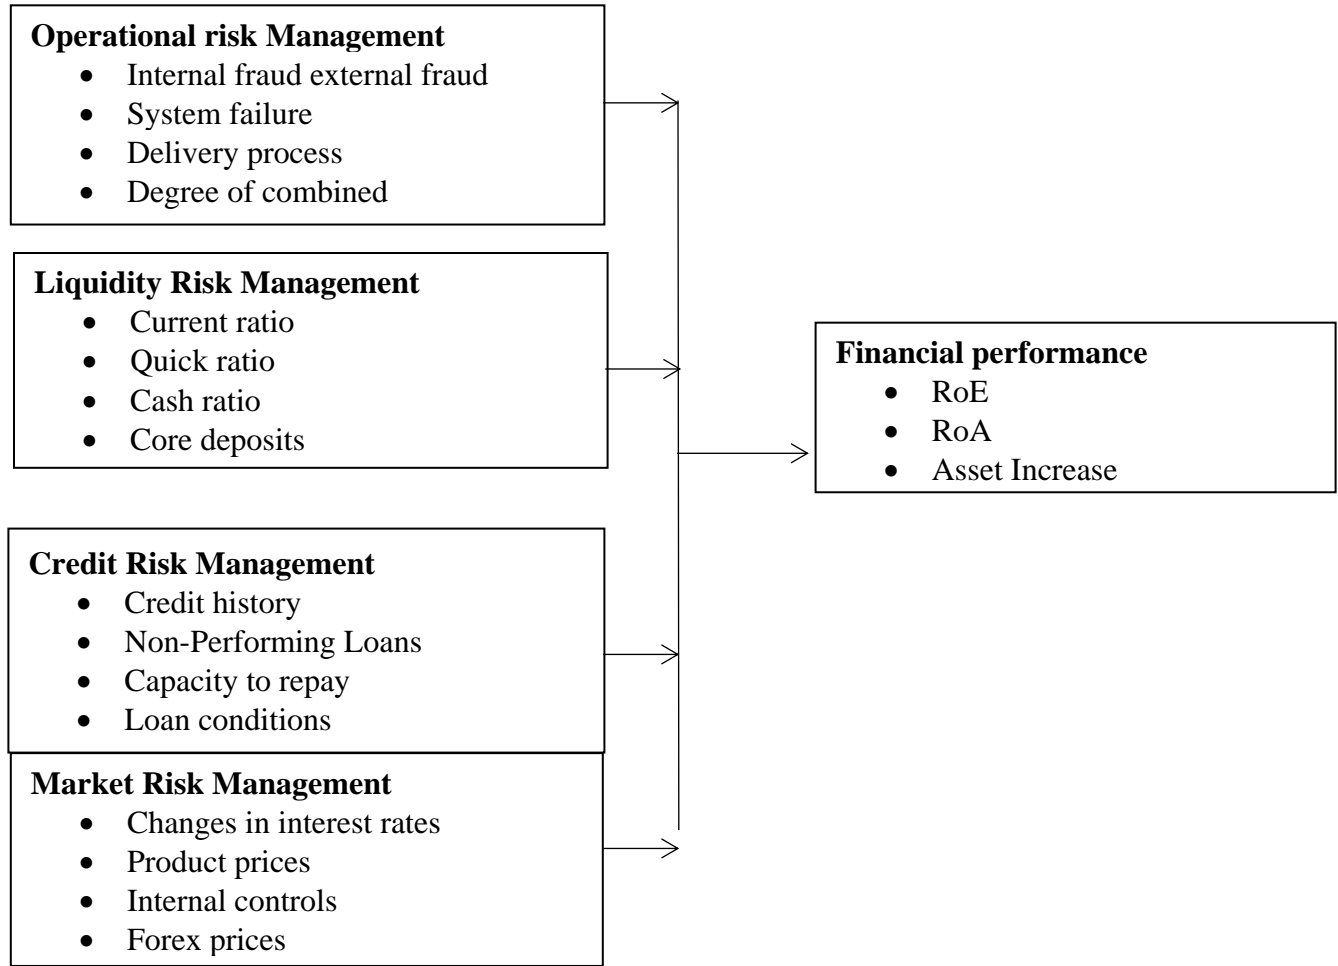 Operational risk Management
• Internal fraud external fraud
• System failure
• Delivery process
• Degree of combined
Liquidity Risk Management
• Current ratio
• Quick ratio
• Cash ratio
• Core deposits
Financial performance
• RoE
• RoA
• Asset Increase
Credit Risk Management
• Credit history
• Non-Performing Loans
• Capacity to repay
• Loan conditions
Market Risk Management
• Changes in interest rates
• Product prices
• Internal controls
• Forex prices